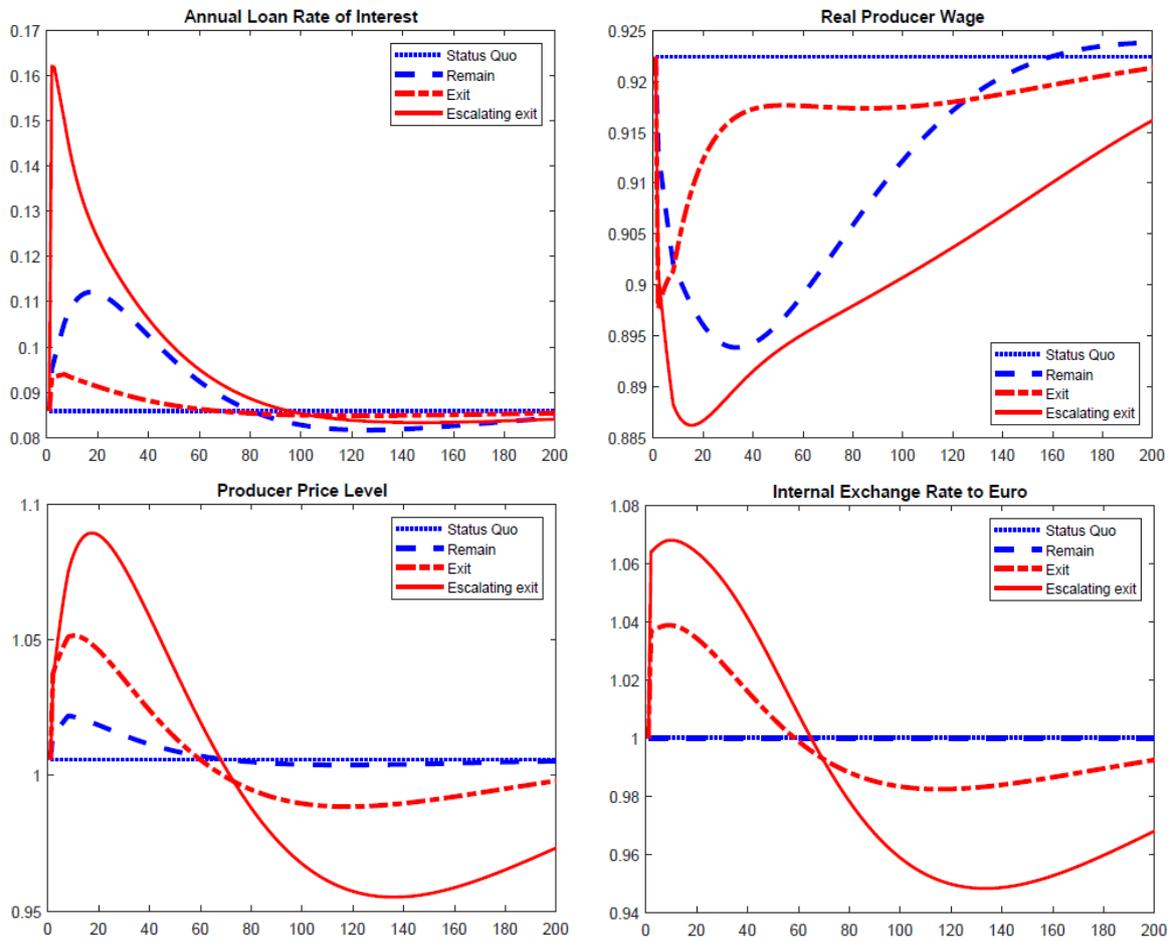 Annual Loan Rate of Interest
0.17
0.16
0.15
0.14
0.13
0.12
0.11
0.1
0.09
0.08
0 20 40 60 80 100 120 140 160 180 200
Status Quo
Remain
Exit
Escalating exit
Real Producer Wage
0.925
0.92
0.915
0.91
0.905
0.9
0.895
0.89
0.885
0 20 40 60 80 100 120 140 160 180 200
Status Quo
Remain
Exit
Escalating exit
Producer Price Level
1.1
1.05
1
0.95
0 20 40 60 80 100 120 140 160 180 200
Status Quo
Remain
Exit
Escalating exit
Internal Exchange Rate to Euro
1.08
1.06
1.04
1.02
1
0.98
0.96
0.94
0 20 40 60 80 100 120 140 160 180 200
Status Quo
Remain
Exit
Escalating exit